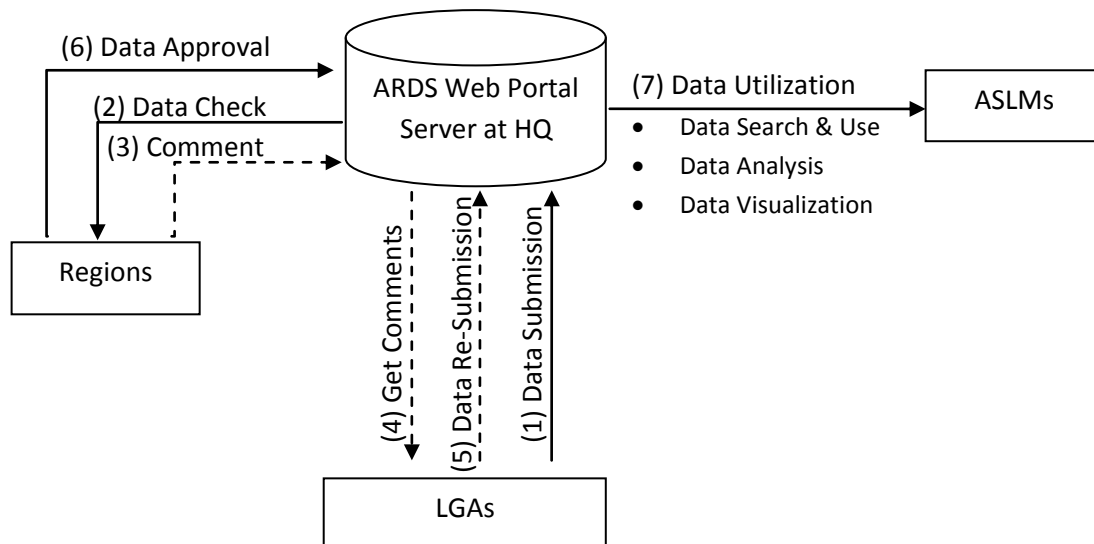 (6) Data Approval
ARDS Web Portal
Server at HQ
(2) Data Check
(3) Comment
(7) Data Utilization
• Data Search & Use
• Data Analysis
• Data Visualization
ASLMs
Regions
(4) Get Comments
(5) Data Re-Submission
(1) Data Submission
LGAs